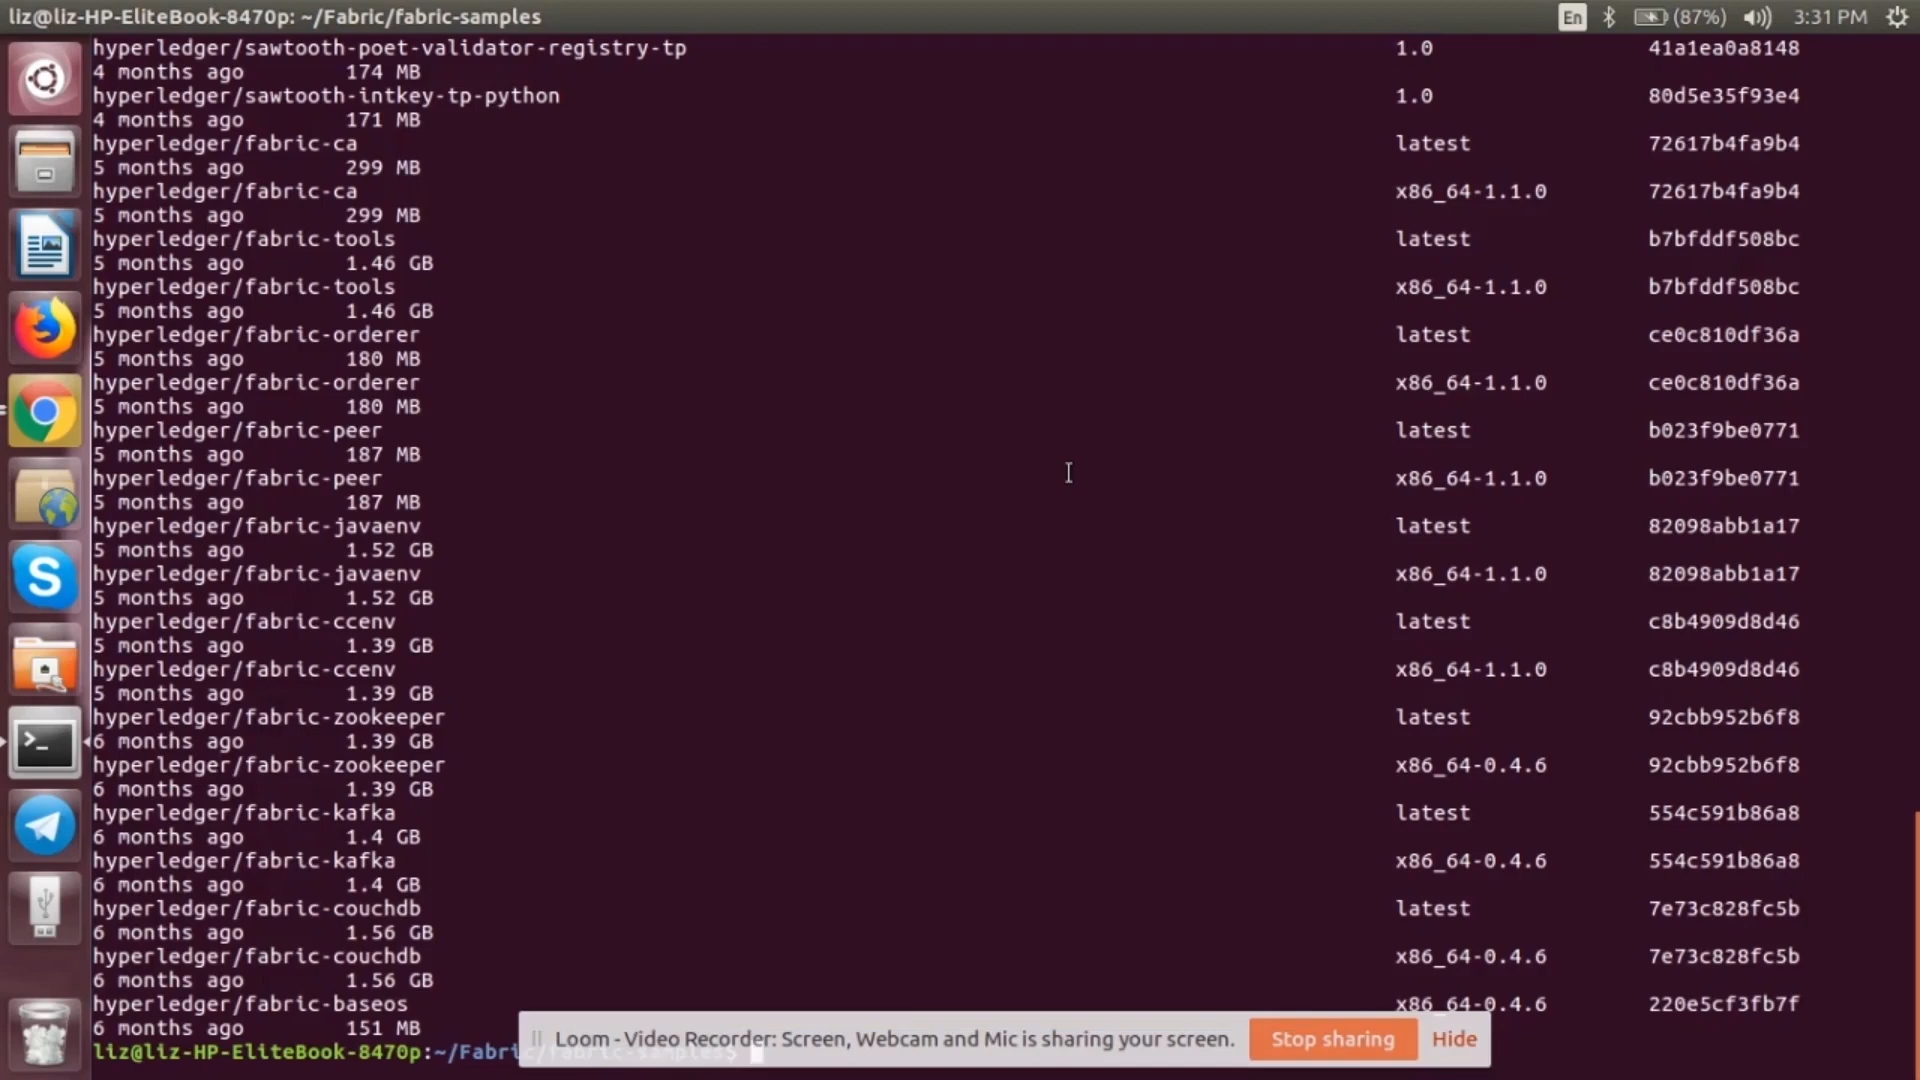 liz@liz-HP-EliteBook-8470p: ~/Fabric/fabric-samples En (87%) 3:31 PM
hyperledger/sawtooth-poet-validator-registry-tp 1.0 41a1ea0a8148
4 months ago 174 MB
hyperledger/sawtooth-intkey-tp-python 1.0 80d5e35f93e4
4 months ago 171 MB
hyperledger/fabric-ca latest 72617b4fa9b4
5 months ago 299 MB
hyperledger/fabric-ca x86_64-1.1.0 72617b4fa9b4
5 months ago 299 MB
hyperledger/fabric-tools latest b7bfddf508bc
5 months ago 1.46 GB
hyperledger/fabric-tools x86_64-1.1.0 b7bfddf508bc
5 months ago 1.46 GB
hyperledger/fabric-orderer latest ce0c810df36a
5 months ago 180 MB
hyperledger/fabric-orderer x86_64-1.1.0 ce0c810df36a
5 months ago 180 MB
hyperledger/fabric-peer latest b023f9be0771
5 months ago 187 MB
hyperledger/fabric-peer x86_64-1.1.0 b023f9be0771
5 months ago 187 MB
hyperledger/fabric-javaenv latest 82098abb1a17
5 months ago 1.52 GB
hyperledger/fabric-javaenv x86_64-1.1.0 82098abb1a17
5 months ago 1.52 GB
hyperledger/fabric-ccenv latest c8b4909d8d46
5 months ago 1.39 GB
hyperledger/fabric-ccenv x86_64-1.1.0 c8b4909d8d46
5 months ago 1.39 GB
hyperledger/fabric-zookeeper latest 92cbb952b6f8
6 months ago 1.39 GB
hyperledger/fabric-zookeeper x86_64-0.4.6 92cbb952b6f8
6 months ago 1.39 GB
hyperledger/fabric-kafka latest 554c591b86a8
6 months ago 1.4 GB
hyperledger/fabric-kafka x86_64-0.4.6 554c591b86a8
6 months ago 1.4 GB
hyperledger/fabric-couchdb latest 7e73c828fc5b
6 months ago 1.56 GB
hyperledger/fabric-couchdb x86_64-0.4.6 7e73c828fc5b
6 months ago 1.56 GB
hyperledger/fabric-baseos x86_64-0.4.6 220e5cf3fb7f
6 months ago 151 MB
liz@liz-HP-EliteBook-8470p:~/Fabric/fabric-samples$
Loom - Video Recorder: Screen, Webcam and Mic is sharing your screen. Stop sharing Hide